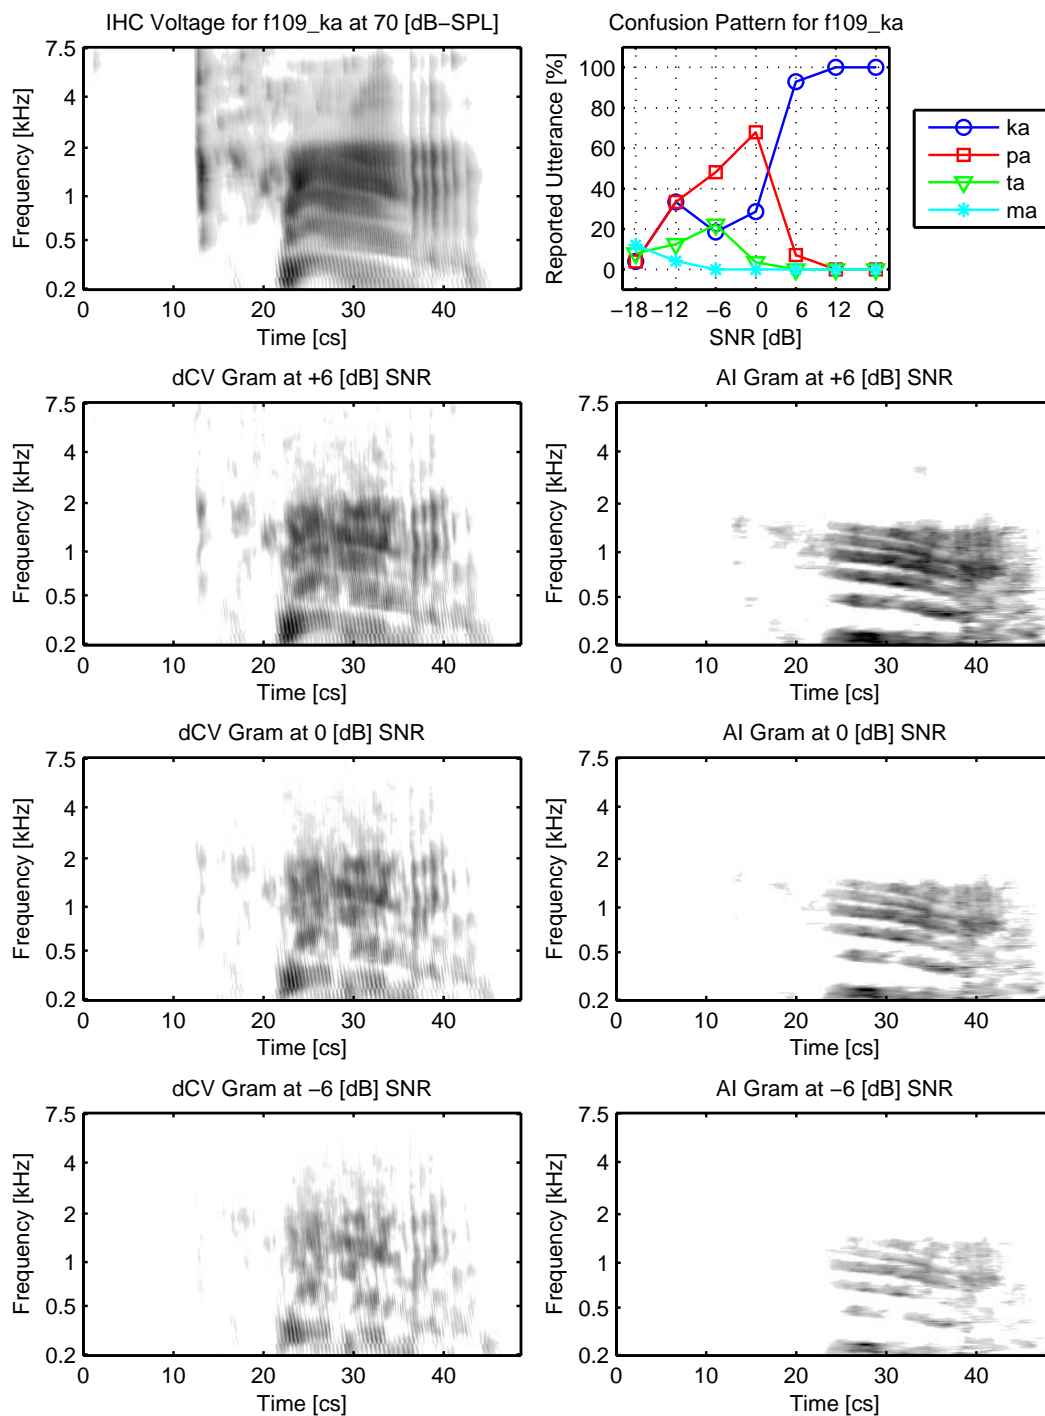 IHC Voltage for f109_ka at 70 [dB−SPL]
7.5
4
2
1
0.5
0.2
Frequency [kHz]
0 10 20 30 40
Time [cs]
Confusion Pattern for f109_ka
100
80
60
40
20
0
Reported Utterance [%]
−18 −12 −6 0 6 12 Q
SNR [dB]
ka
pa
ta
ma
dCV Gram at +6 [dB] SNR
7.5
4
2
1
0.5
0.2
Frequency [kHz]
0 10 20 30 40
Time [cs]
AI Gram at +6 [dB] SNR
7.5
4
2
1
0.5
0.2
Frequency [kHz]
0 10 20 30 40
Time [cs]
dCV Gram at 0 [dB] SNR
7.5
4
2
1
0.5
0.2
Frequency [kHz]
0 10 20 30 40
Time [cs]
AI Gram at 0 [dB] SNR
7.5
4
2
1
0.5
0.2
Frequency [kHz]
0 10 20 30 40
Time [cs]
dCV Gram at −6 [dB] SNR
7.5
4
2
1
0.5
0.2
Frequency [kHz]
0 10 20 30 40
Time [cs]
AI Gram at −6 [dB] SNR
7.5
4
2
1
0.5
0.2
Frequency [kHz]
0 10 20 30 40
Time [cs]